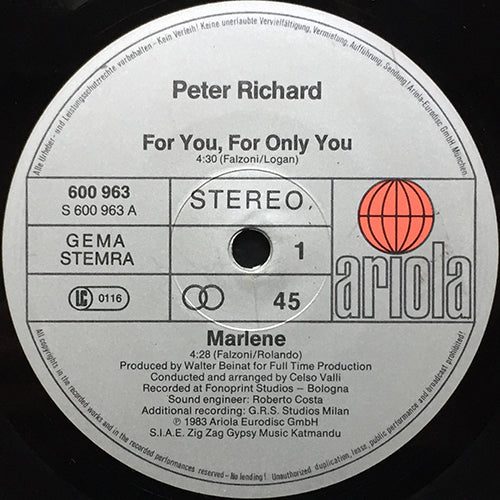 Alle Urheber- und Leistungsschutzrechte vorbehalten - Kein Verleih! Keine unerlaubte Vervielfältigung, Vermietung, Aufführung, Sendung! Ariola-Eurodisc GmbH, München.
Peter Richard
For You, For Only You
4:30 (Falzoni/Logan)
600 963
S 600 963 A
STEREO
GEMA
STEMRA
1
LC 0116
45
ariola
Marlene
4:28 (Falzoni/Rolando)
Produced by Walter Beinat for Full Time Production
Conducted and arranged by Celso Valli
Recorded at Fonoprint Studios – Bologna
Sound engineer: Roberto Costa
Additional recording: G.R.S. Studios Milan
℗ 1983 Ariola Eurodisc GmbH
S.I.A.E. Zig Zag Gypsy Music Katmandu
All copyrights in the recorded works and in the recorded performances reserved - No lending! Unauthorized duplication, lease, public performance and broadcast prohibited!